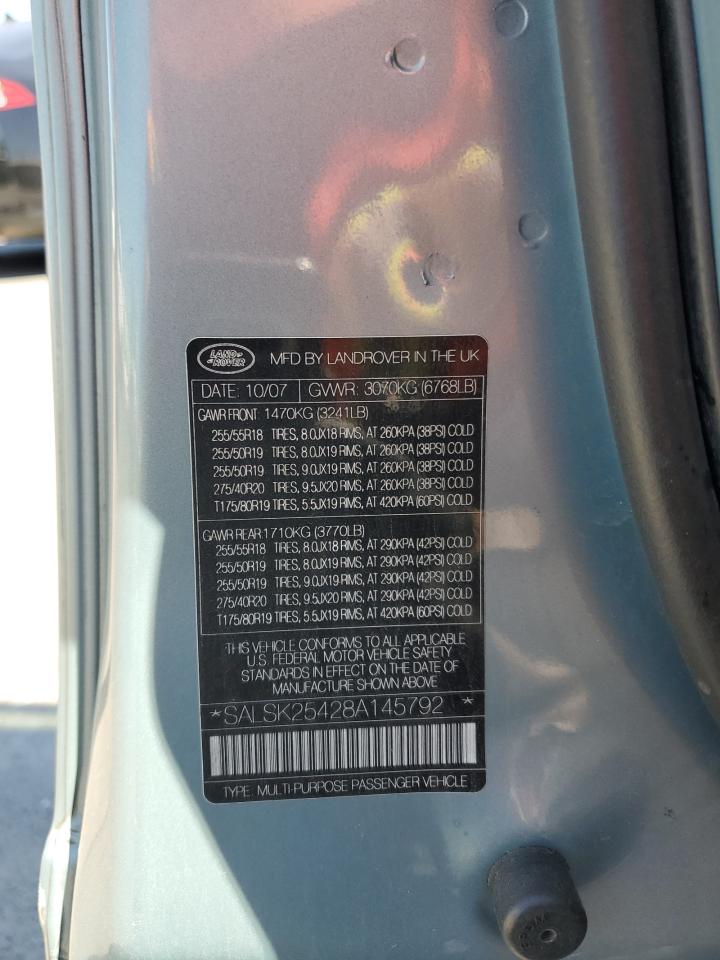 LAND ROVER MFD BY LANDROVER IN THE UK
DATE: 10/07 GVWR: 3070KG (6768LB)
GAWR FRONT: 1470KG (3241LB)
255/55R18 TIRES, 8.0JX18 RIMS, AT 260KPA (38PSI) COLD
255/50R19 TIRES, 8.0JX19 RIMS, AT 260KPA (38PSI) COLD
255/50R19 TIRES, 9.0JX19 RIMS, AT 260KPA (38PSI) COLD
275/40R20 TIRES, 9.5JX20 RIMS, AT 260KPA (38PSI) COLD
T175/80R19 TIRES, 5.5JX19 RIMS, AT 420KPA (60PSI) COLD
GAWR REAR: 1710KG (3770LB)
255/55R18 TIRES, 8.0JX18 RIMS, AT 290KPA (42PSI) COLD
255/50R19 TIRES, 8.0JX19 RIMS, AT 290KPA (42PSI) COLD
255/50R19 TIRES, 9.0JX19 RIMS, AT 290KPA (42PSI) COLD
275/40R20 TIRES, 9.5JX20 RIMS, AT 290KPA (42PSI) COLD
T175/80R19 TIRES, 5.5JX19 RIMS, AT 420KPA (60PSI) COLD
THIS VEHICLE CONFORMS TO ALL APPLICABLE
U.S. FEDERAL MOTOR VEHICLE SAFETY
STANDARDS IN EFFECT ON THE DATE OF
MANUFACTURE SHOWN ABOVE
*SALSK25428A145792 *
TYPE: MULTI-PURPOSE PASSENGER VEHICLE